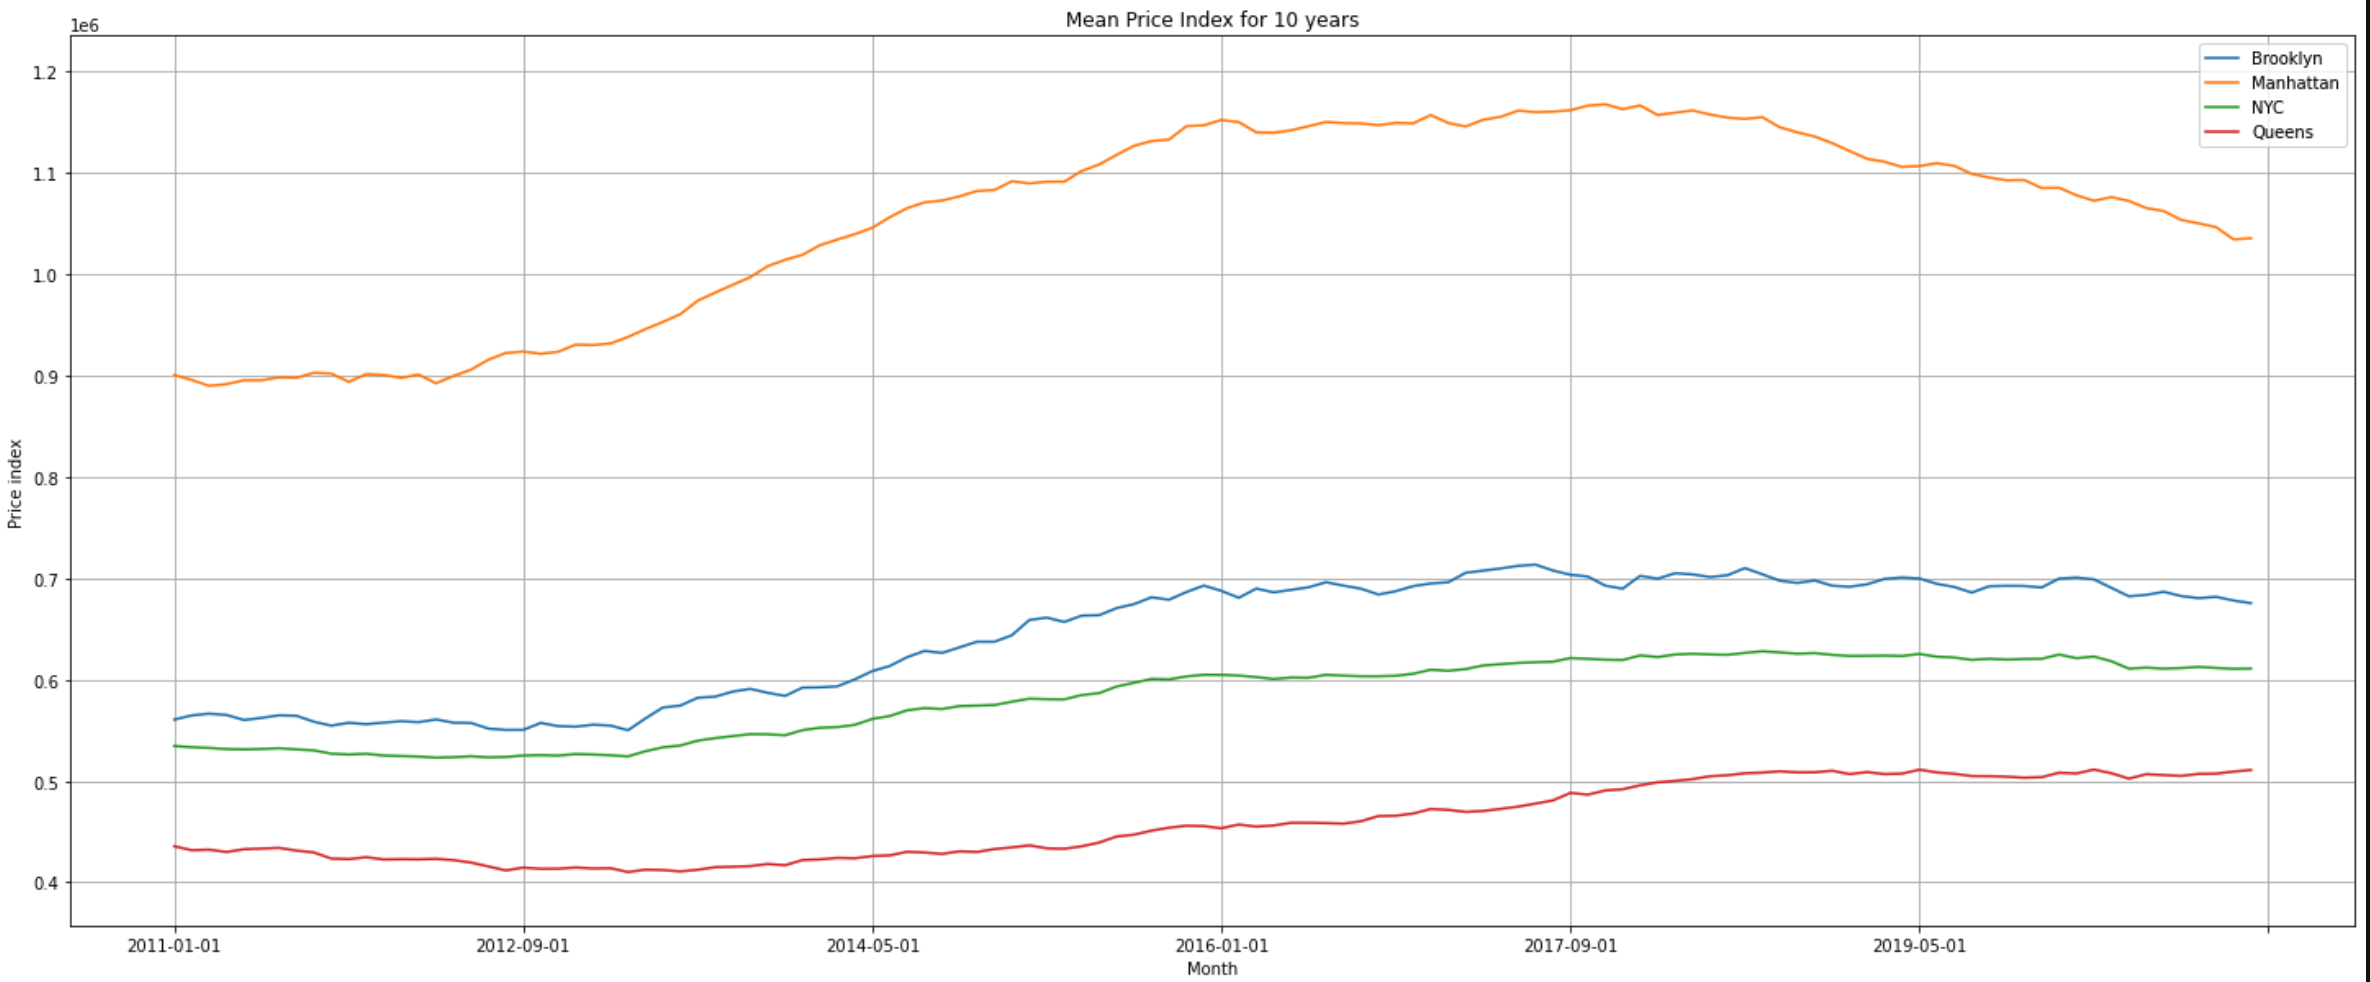 Mean Price Index for 10 years
1e6
1.2
1.1
1.0
0.9
0.8
0.7
0.6
0.5
0.4
Price index
Brooklyn
Manhattan
NYC
Queens
2011-01-01 2012-09-01 2014-05-01 2016-01-01 2017-09-01 2019-05-01
Month